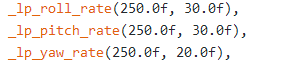 _lp_roll_rate(250.0f, 30.0f),
_lp_pitch_rate(250.0f, 30.0f),
_lp_yaw_rate(250.0f, 20.0f),